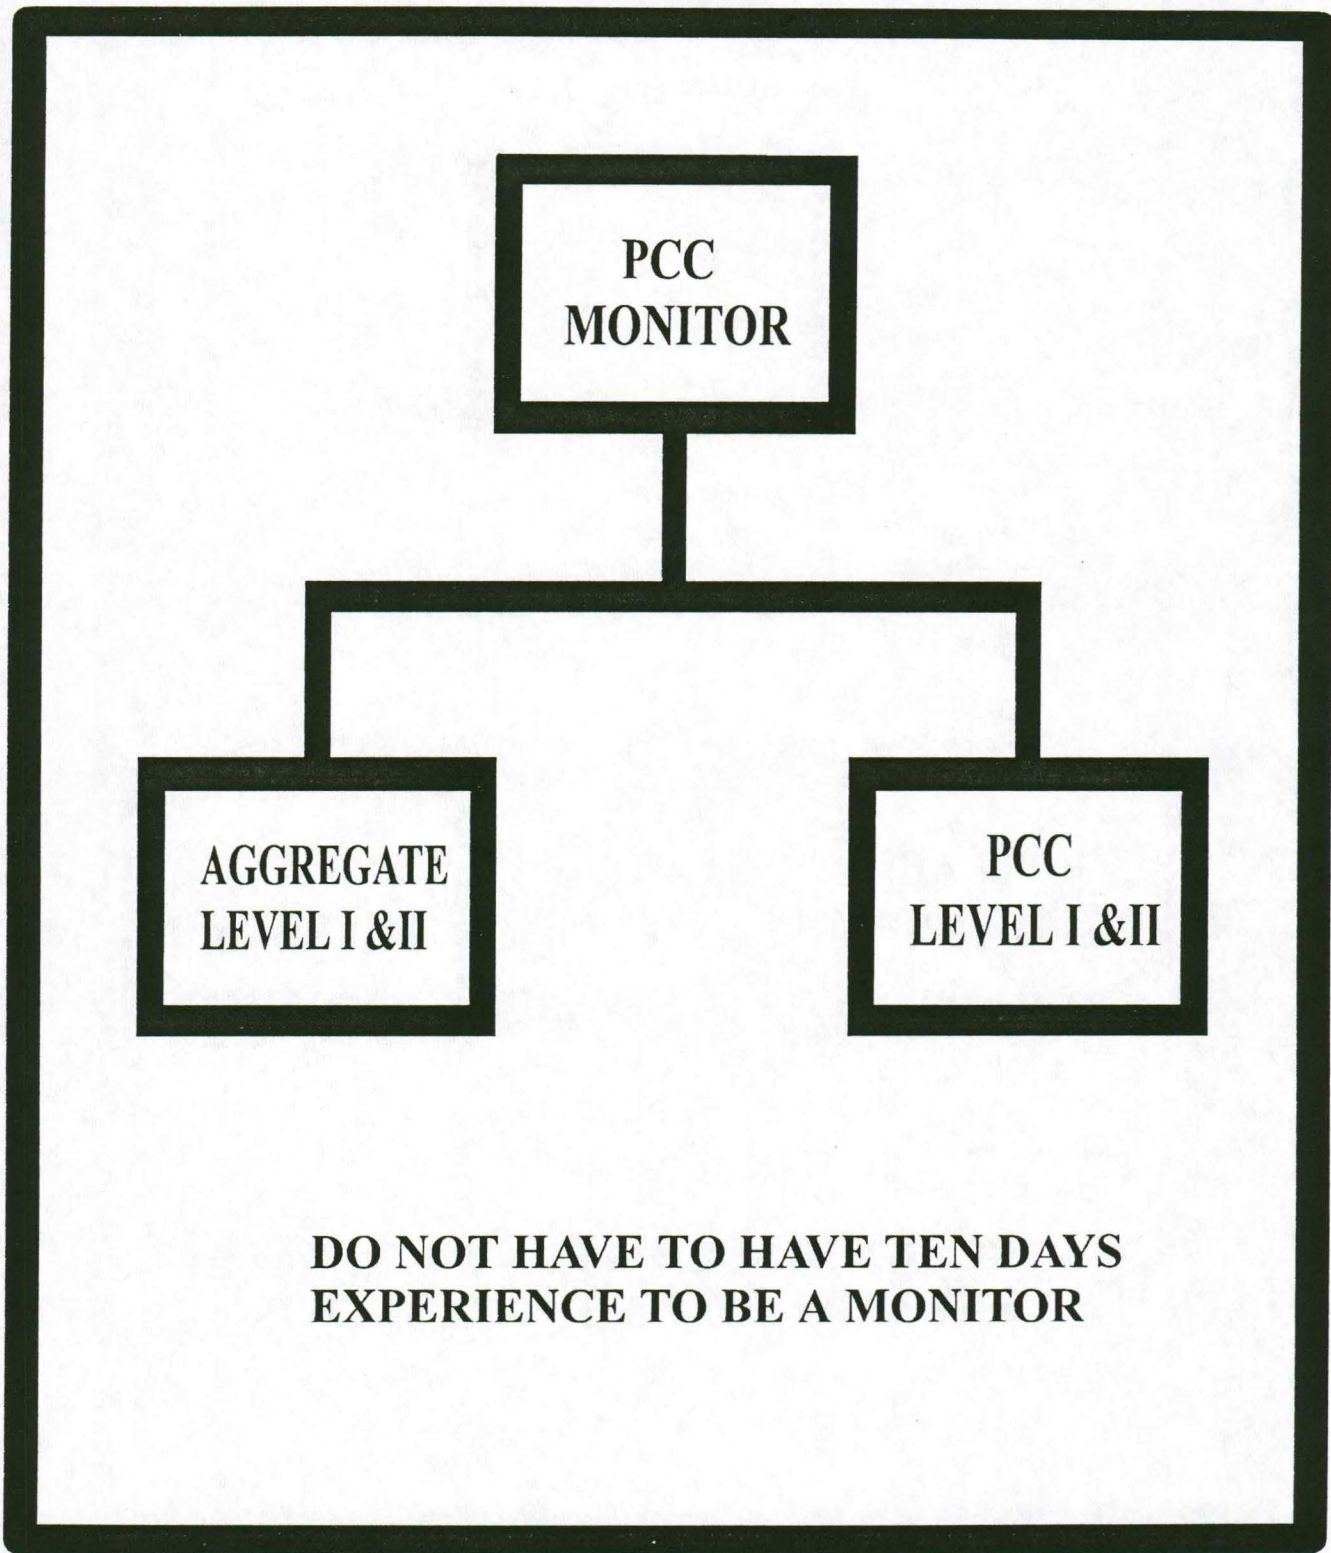 PCC
MONITOR
AGGREGATE
LEVEL I &II
PCC
LEVEL I &II
DO NOT HAVE TO HAVE TEN DAYS
EXPERIENCE TO BE A MONITOR